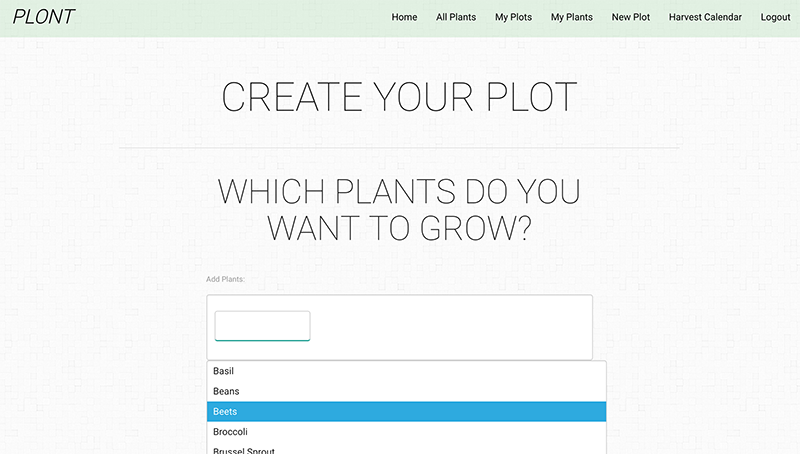 PLONT
Home All Plants My Plots My Plants New Plot Harvest Calendar Logout
CREATE YOUR PLOT
WHICH PLANTS DO YOU
WANT TO GROW?
Add Plants:
Basil
Beans
Beets
Broccoli
Brussel Sprout